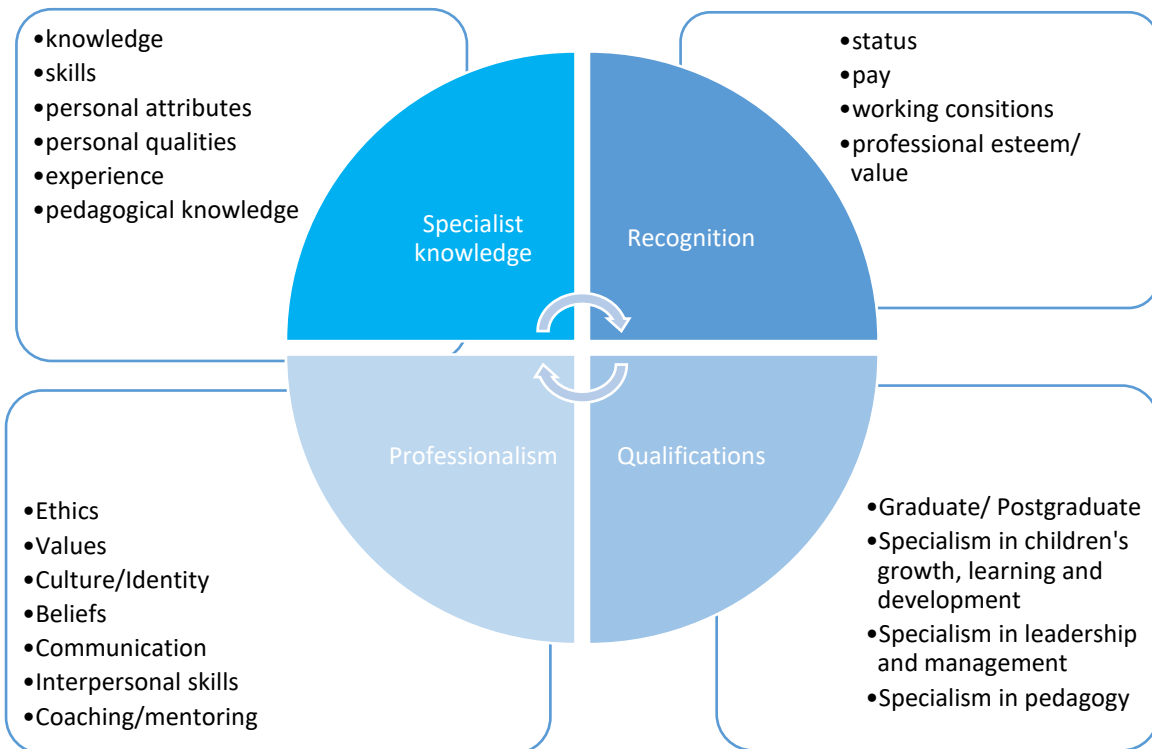 •knowledge
•skills
•personal attributes
•personal qualities
•experience
•pedagogical knowledge
•status
•pay
•working consitions
•professional esteem/
value
Specialist
knowledge
Recognition
Professionalism
Qualifications
•Ethics
•Values
•Culture/Identity
•Beliefs
•Communication
•Interpersonal skills
•Coaching/mentoring
•Graduate/ Postgraduate
•Specialism in children's
growth, learning and
development
•Specialism in leadership
and management
•Specialism in pedagogy